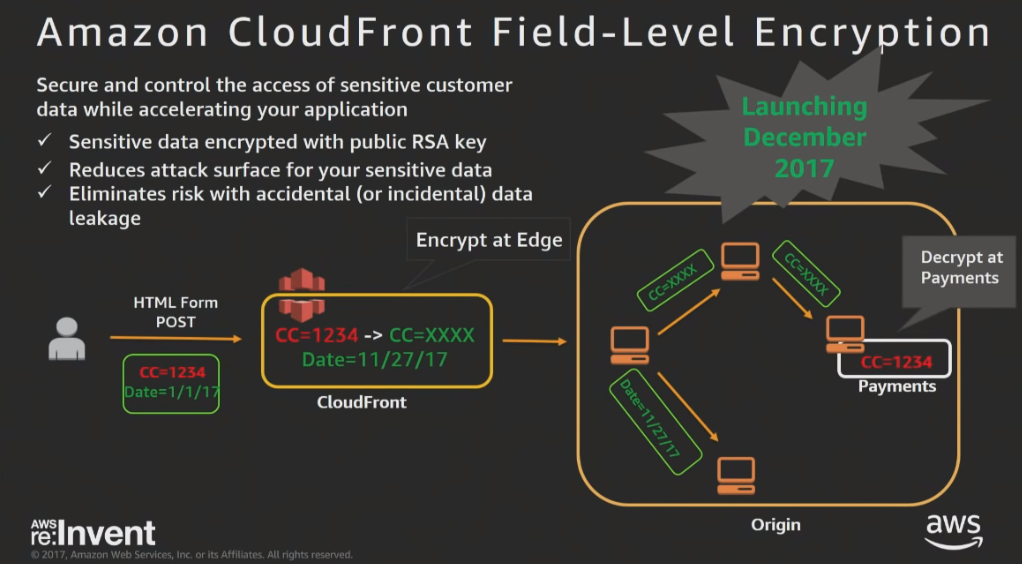 Amazon CloudFront Field-Level Encryption
Secure and control the access of sensitive customer
data while accelerating your application
✓ Sensitive data encrypted with public RSA key
✓ Reduces attack surface for your sensitive data
✓ Eliminates risk with accidental (or incidental) data
leakage
Launching
December
2017
Encrypt at Edge
Decrypt at
Payments
HTML Form
POST
CC=1234
Date=1/1/17
CC=1234 -> CC=XXXX
Date=11/27/17
CloudFront
CC=XXXX
CC=XXXX
Date=11/27/17
CC=1234
Payments
Origin
AWS
re:Invent
© 2017, Amazon Web Services, Inc. or its Affiliates. All rights reserved.
aws